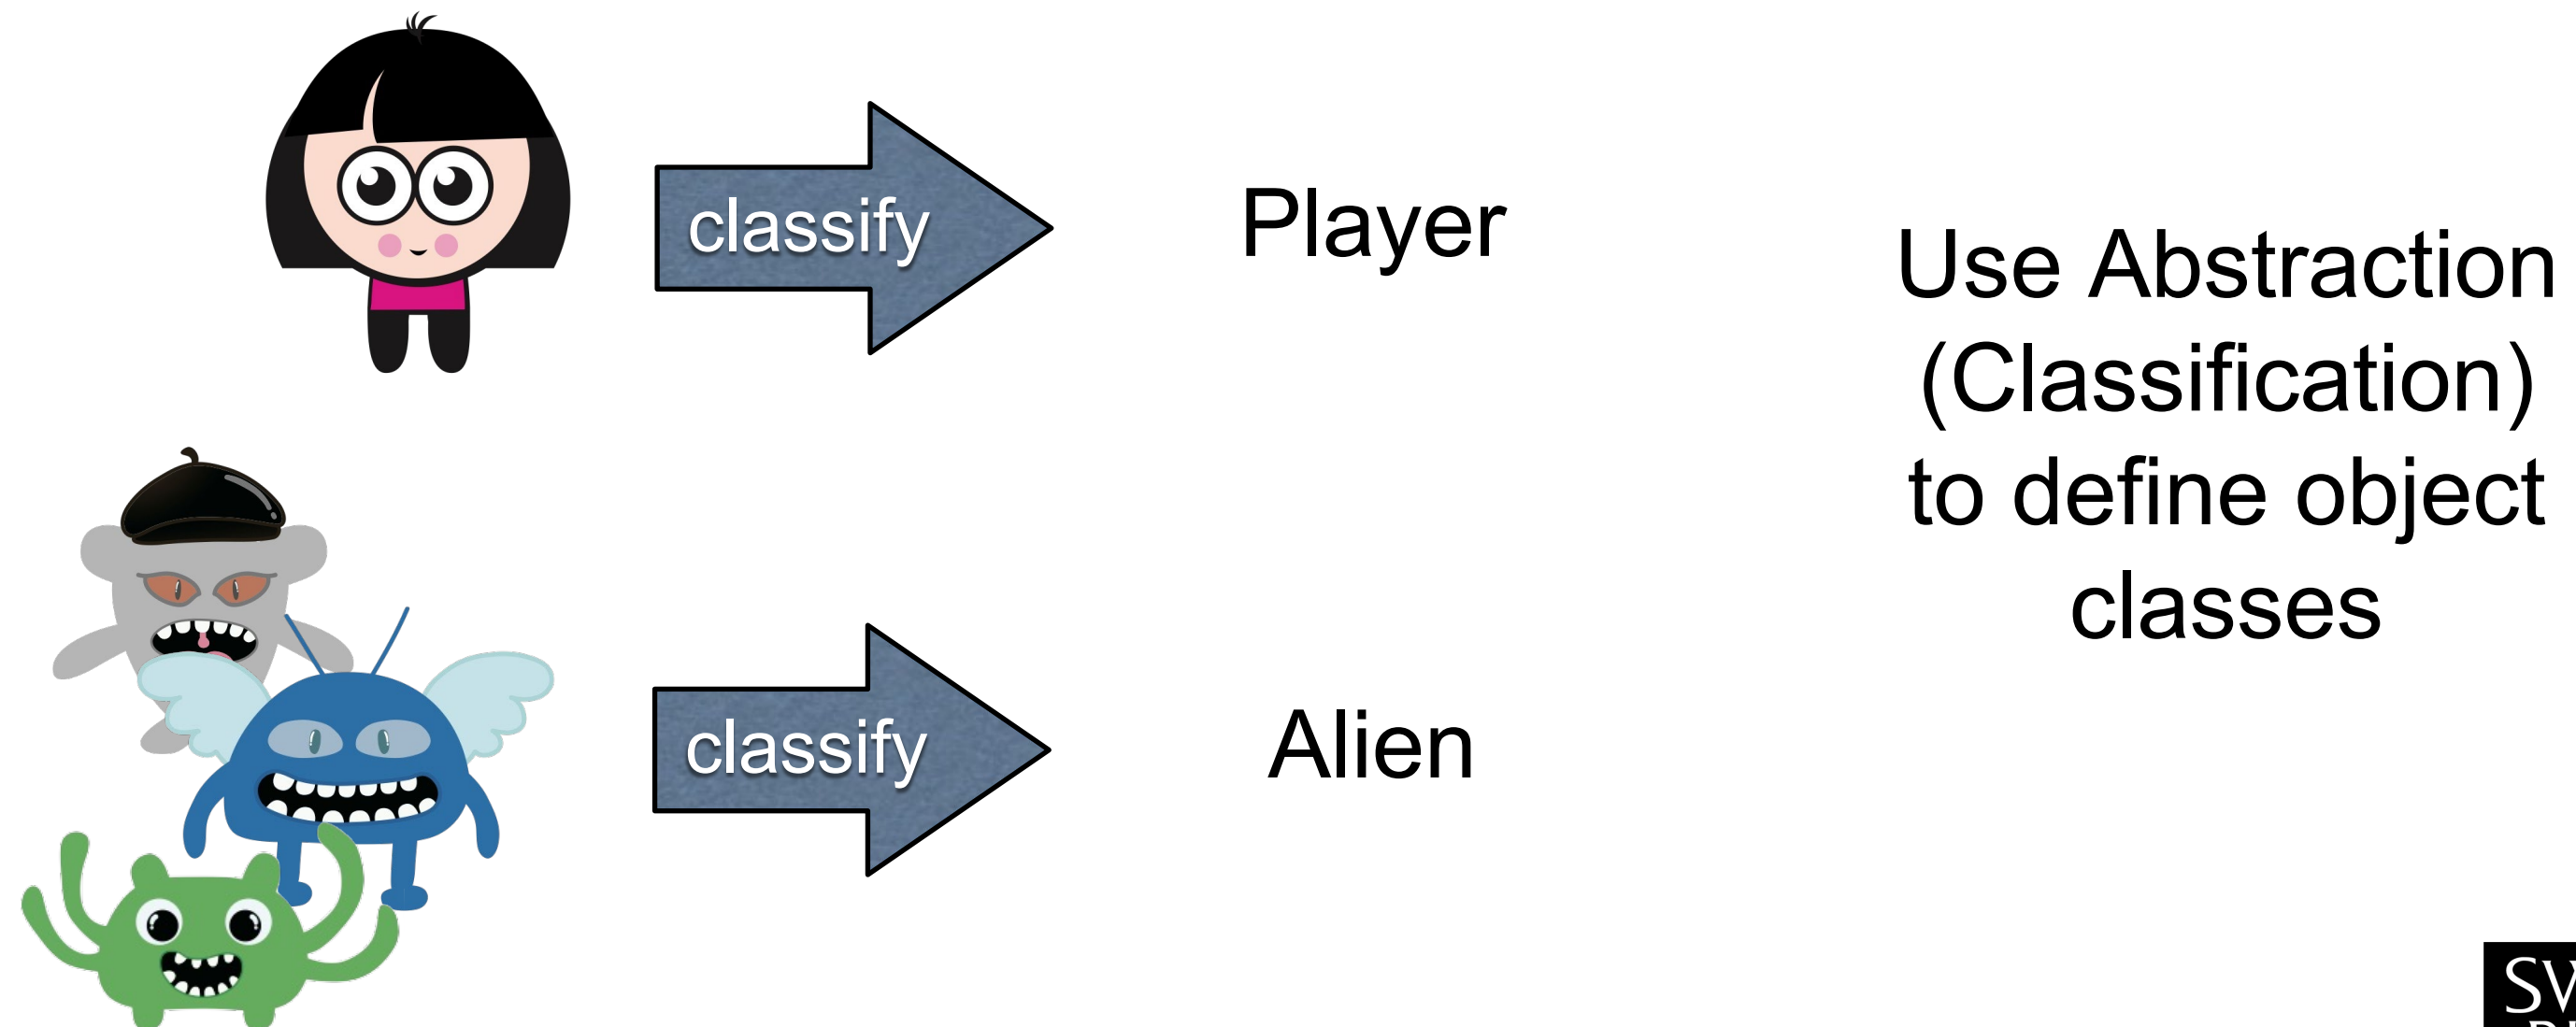 classify
Player
classify
Alien
Use Abstraction
(Classification)
to define object
classes